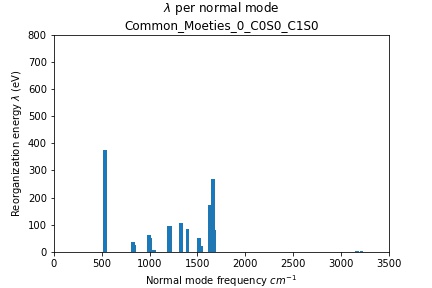 λ per normal mode
Common_Moeties_0_C0S0_C1S0
800
700
600
500
400
300
200
100
0
Reorganization energy λ (eV)
0 500 1000 1500 2000 2500 3000 3500
Normal mode frequency cm⁻¹